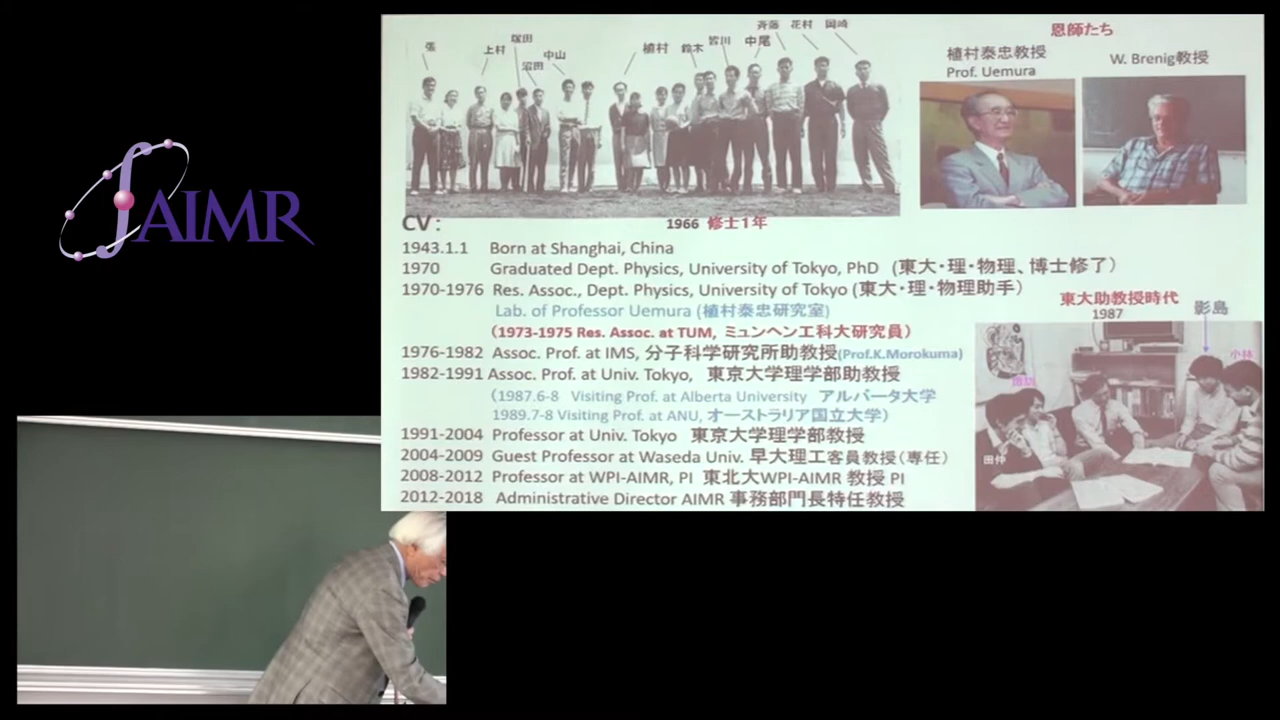 AIMR
斉藤 花村 岡崎
塚田
張
上村
沼田
中山
植村
鈴木
皆川
中尾
恩師たち
植村泰忠教授
Prof. Uemura
W. Brenig教授
CV:
1966 修士1年
1943.1.1 Born at Shanghai, China
1970 Graduated Dept. Physics, University of Tokyo, PhD (東大・理・物理、博士修了)
1970-1976 Res. Assoc., Dept. Physics, University of Tokyo (東大・理・物理助手)
Lab. of Professor Uemura (植村泰忠研究室)
(1973-1975 Res. Assoc. at TUM, ミュンヘン工科大研究員)
1976-1982 Assoc. Prof. at IMS, 分子科学研究所助教授(Prof.K.Morokuma)
1982-1991 Assoc. Prof. at Univ. Tokyo, 東京大学理学部助教授
(1987.6-8 Visiting Prof. at Alberta University アルバータ大学
1989.7-8 Visiting Prof. at ANU, オーストラリア国立大学)
1991-2004 Professor at Univ. Tokyo 東京大学理学部教授
2004-2009 Guest Professor at Waseda Univ. 早大理工客員教授(専任)
2008-2012 Professor at WPI-AIMR, PI 東北大WPI-AIMR 教授 PI
2012-2018 Administrative Director AIMR 事務部門長特任教授
東大助教授時代
1987
影島
小林
田仲